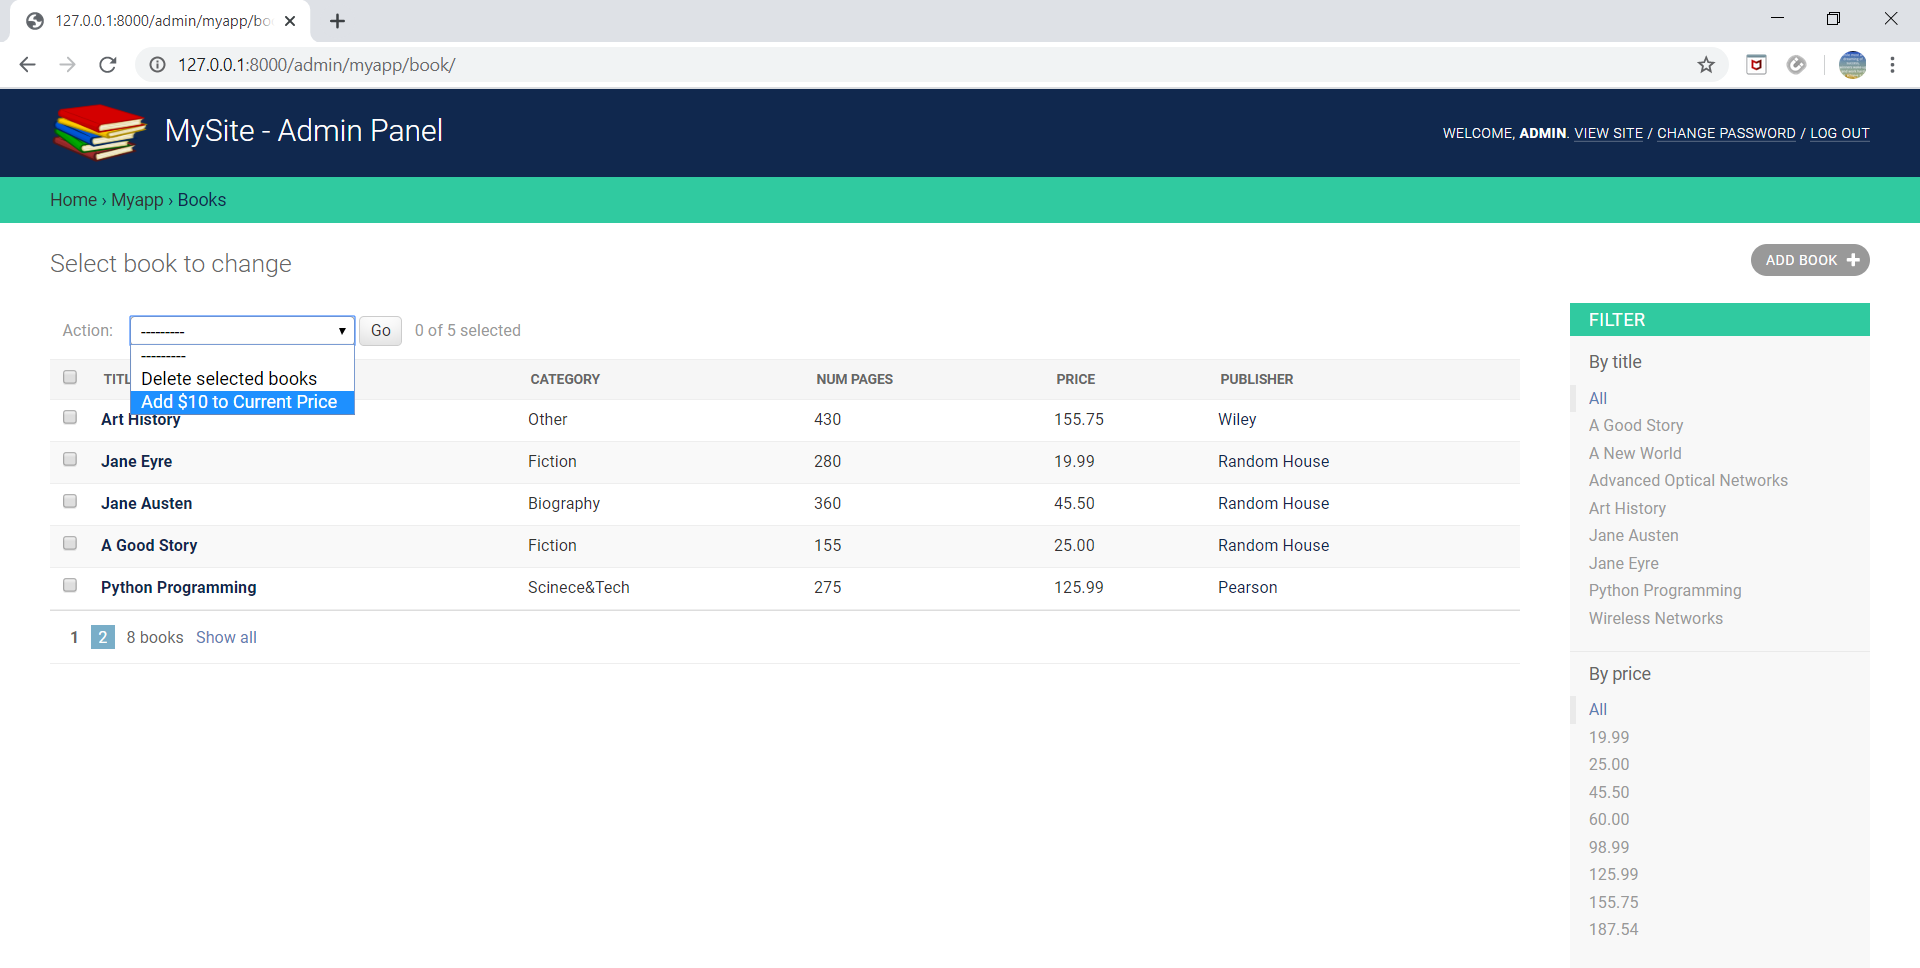 127.0.0.1:8000/admin/myapp/bo
127.0.0.1:8000/admin/myapp/book/
MySite - Admin Panel
WELCOME, ADMIN. VIEW SITE / CHANGE PASSWORD / LOG OUT
Home › Myapp › Books
Select book to change
ADD BOOK +
Action: --------- Go 0 of 5 selected
---------
Delete selected books
Add $10 to Current Price
TITL CATEGORY NUM PAGES PRICE PUBLISHER
Art History Other 430 155.75 Wiley
Jane Eyre Fiction 280 19.99 Random House
Jane Austen Biography 360 45.50 Random House
A Good Story Fiction 155 25.00 Random House
Python Programming Scinece&Tech 275 125.99 Pearson
1 2 8 books Show all
FILTER
By title
All
A Good Story
A New World
Advanced Optical Networks
Art History
Jane Austen
Jane Eyre
Python Programming
Wireless Networks
By price
All
19.99
25.00
45.50
60.00
98.99
125.99
155.75
187.54